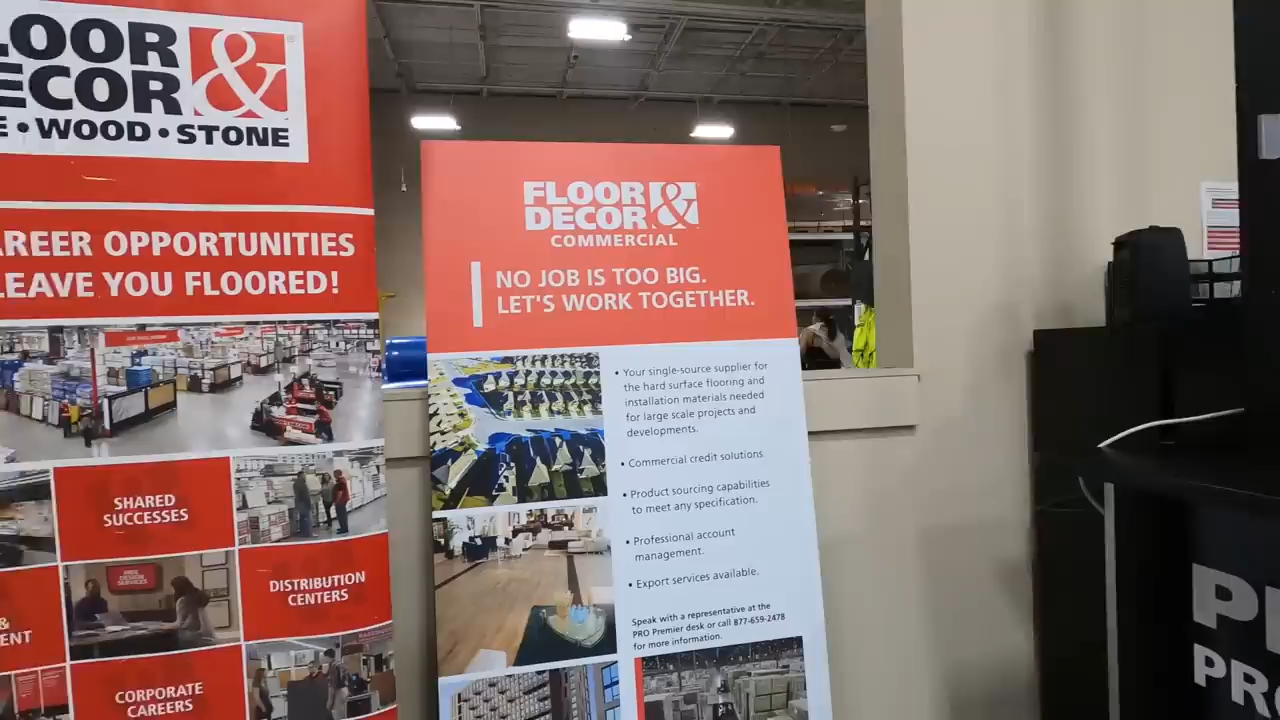 LOOR &
ECOR
E • WOOD • STONE
AREER OPPORTUNITIES
LEAVE YOU FLOORED!
SHARED
SUCCESSES
DISTRIBUTION
CENTERS
&
ENT
CORPORATE
CAREERS
FREE
DESIGN
SERVICES
FLOOR &
DECOR
COMMERCIAL
NO JOB IS TOO BIG.
LET'S WORK TOGETHER.
• Your single-source supplier for
the hard surface flooring and
installation materials needed
for large scale projects and
developments.
• Commercial credit solutions.
• Product sourcing capabilities
to meet any specification.
• Professional account
management.
• Export services available.
Speak with a representative at the
PRO Premier desk or call 877-659-2478
for more information.
P
PRO